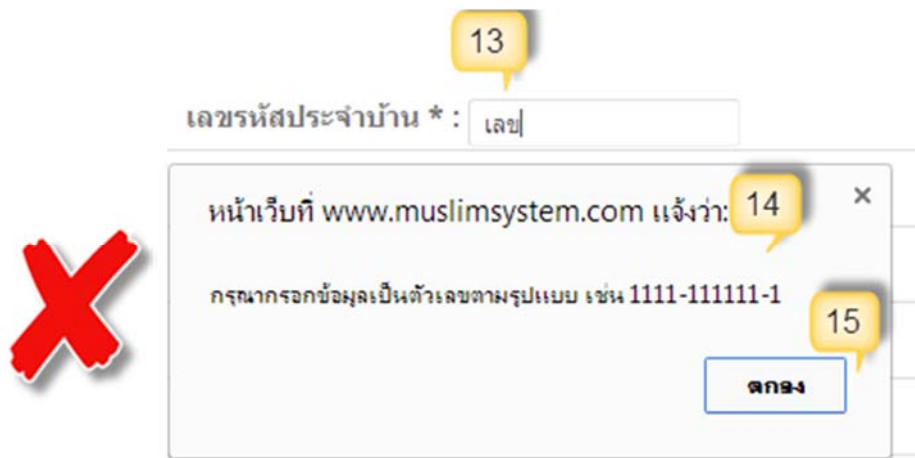 13
เลขรหัสประจำบ้าน * : เลข
หน้าเว็บที่ www.muslimsystem.com แจ้งว่า: 14
×
กรุณากรอกข้อมูลเป็นตัวเลขตามรูปแบบ เช่น 1111-111111-1
15
ตกลง